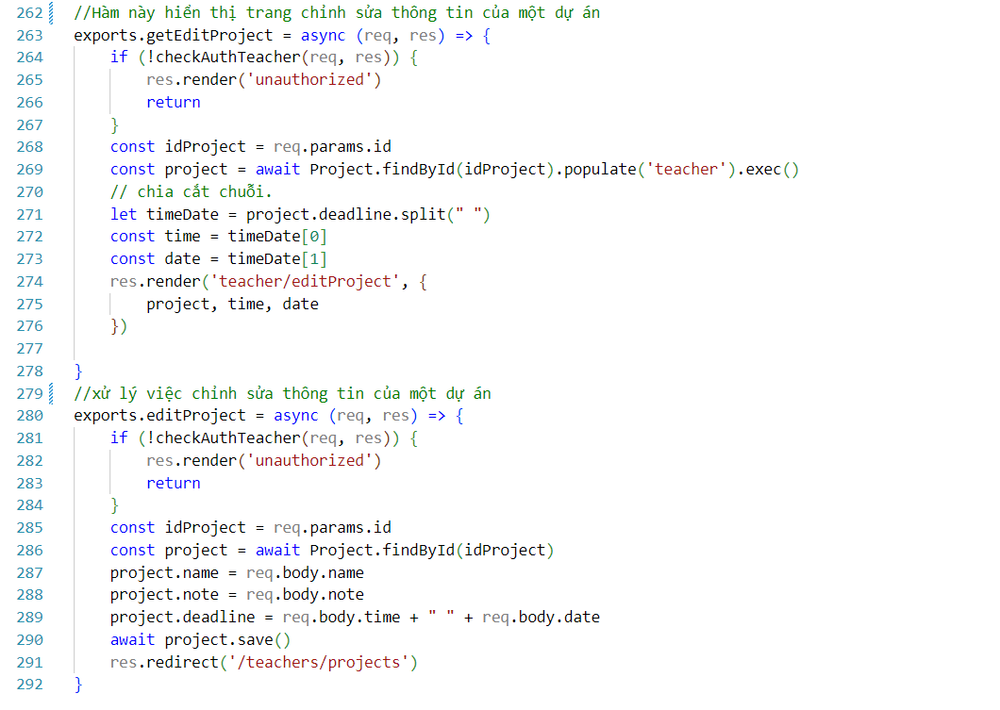 262 //Hàm này hiển thị trang chỉnh sửa thông tin của một dự án
263 exports.getEditProject = async (req, res) => {
264     if (!checkAuthTeacher(req, res)) {
265         res.render('unauthorized')
266         return
267     }
268     const idProject = req.params.id
269     const project = await Project.findById(idProject).populate('teacher').exec()
270     // chia cắt chuỗi.
271     let timeDate = project.deadline.split(" ")
272     const time = timeDate[0]
273     const date = timeDate[1]
274     res.render('teacher/editProject', {
275         project, time, date
276     })
277
278 }
279 //xử lý việc chỉnh sửa thông tin của một dự án
280 exports.editProject = async (req, res) => {
281     if (!checkAuthTeacher(req, res)) {
282         res.render('unauthorized')
283         return
284     }
285     const idProject = req.params.id
286     const project = await Project.findById(idProject)
287     project.name = req.body.name
288     project.note = req.body.note
289     project.deadline = req.body.time + " " + req.body.date
290     await project.save()
291     res.redirect('/teachers/projects')
292 }